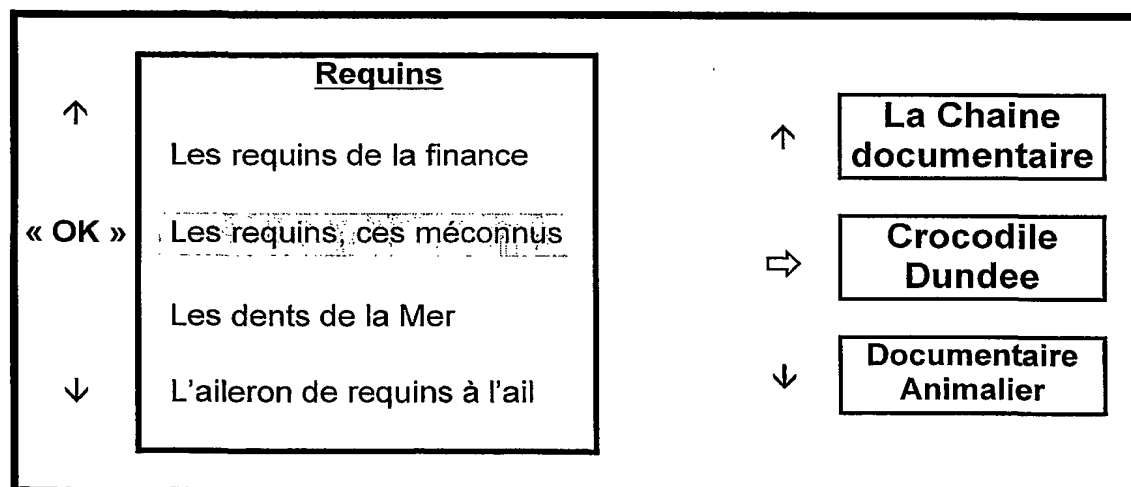 Requins
↑
Les requins de la finance
« OK »
Les requins, ces méconnus
Les dents de la Mer
↓
L'aileron de requins à l'ail
↑
La Chaine
documentaire
⇨
Crocodile
Dundee
↓
Documentaire
Animalier